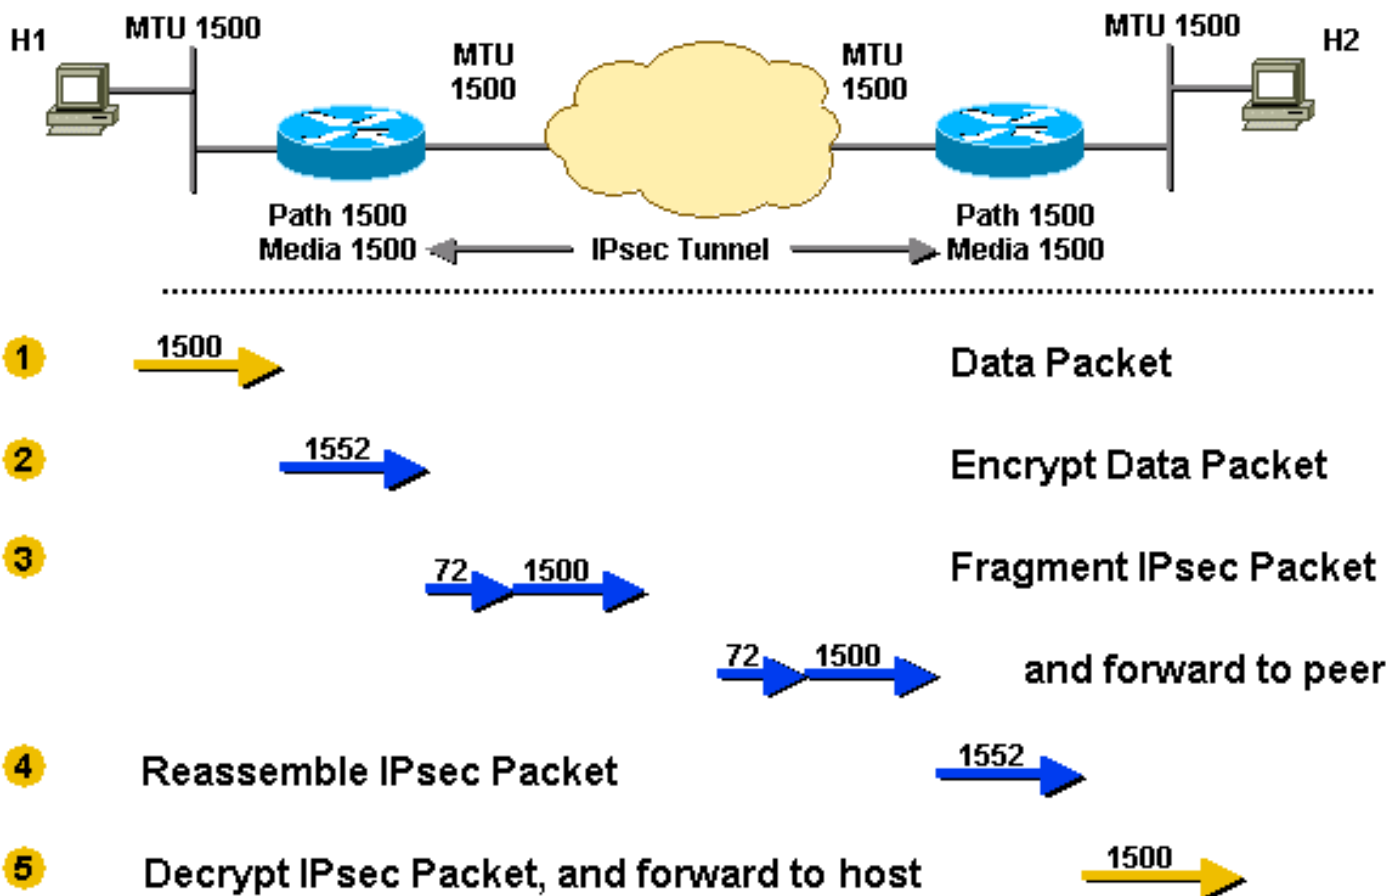 H1
MTU 1500
MTU
1500
MTU
1500
MTU 1500
H2
Path 1500
Media 1500
IPsec Tunnel
Path 1500
Media 1500
1
1500
Data Packet
2
1552
Encrypt Data Packet
3
72
1500
Fragment IPsec Packet
72
1500
and forward to peer
4
Reassemble IPsec Packet
1552
5
Decrypt IPsec Packet, and forward to host
1500